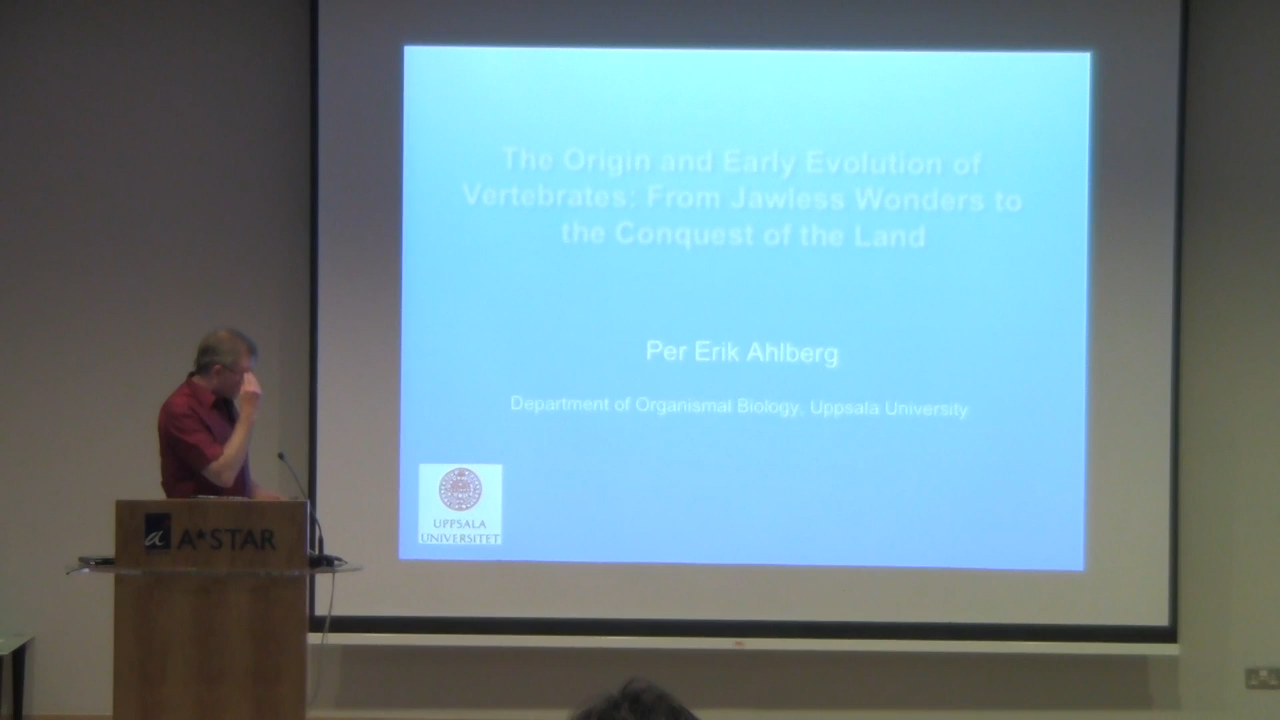 The Origin and Early Evolution of
Vertebrates: From Jawless Wonders to
the Conquest of the Land
Per Erik Ahlberg
Department of Organismal Biology, Uppsala University
UPPSALA
UNIVERSITET
a A*STAR